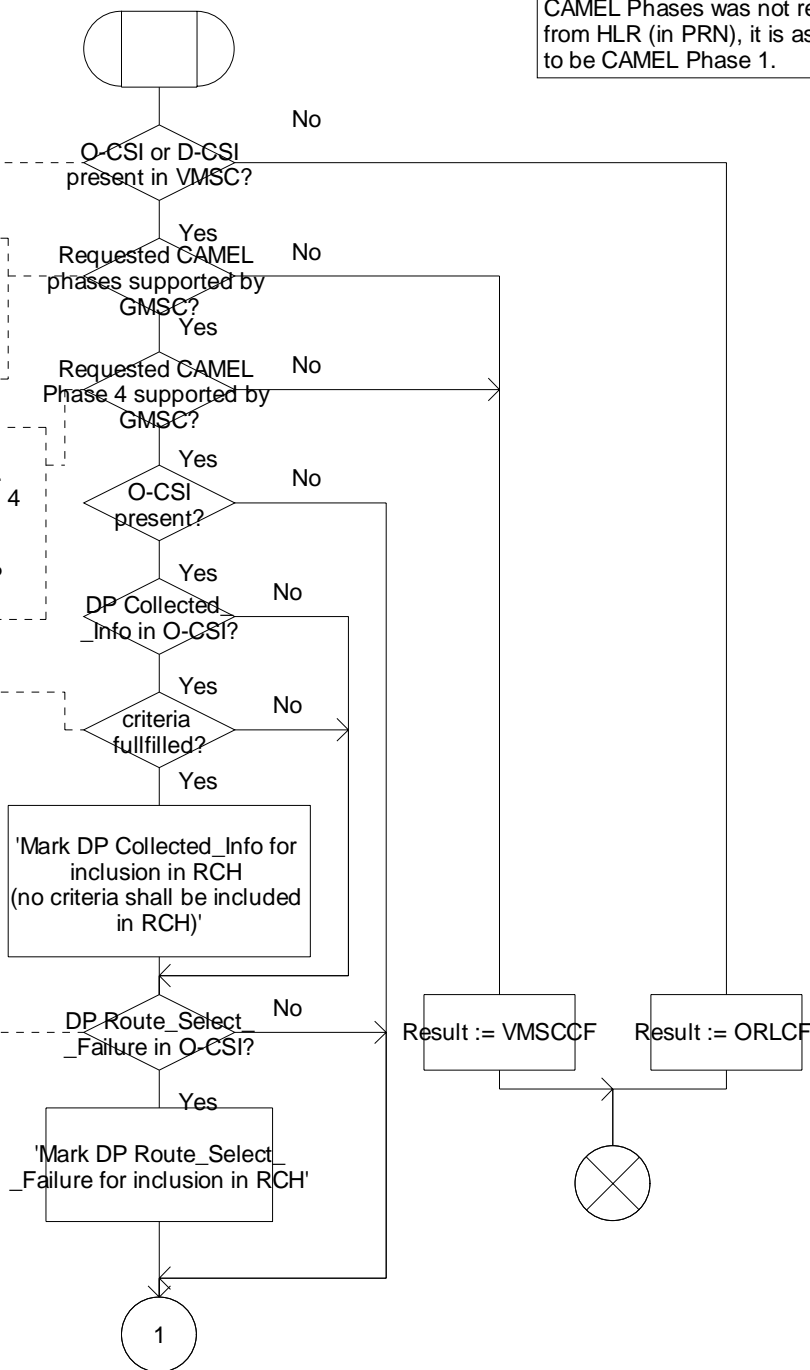 CAMEL Phases was not
from HLR (in PRN), it is
to be CAMEL Phase 1.
No
O-CSI or D-CSI
present in VMSC?
Yes
Requested CAMEL
phases supported by
GMSC?
No
Yes
Requested CAMEL
Phase 4 supported by
GMSC?
No
Yes
4
O-CSI
present?
No
Yes
DP Collected_
_Info in O-CSI?
No
Yes
criteria
fullfilled?
No
Yes
'Mark DP Collected_Info for
inclusion in RCH
(no criteria shall be included
in RCH)'
DP Route_Select_
_Failure in O-CSI?
No
Result := VMSCCF
Result := ORLCF
Yes
'Mark DP Route_Select_
_Failure for inclusion in RCH'
1